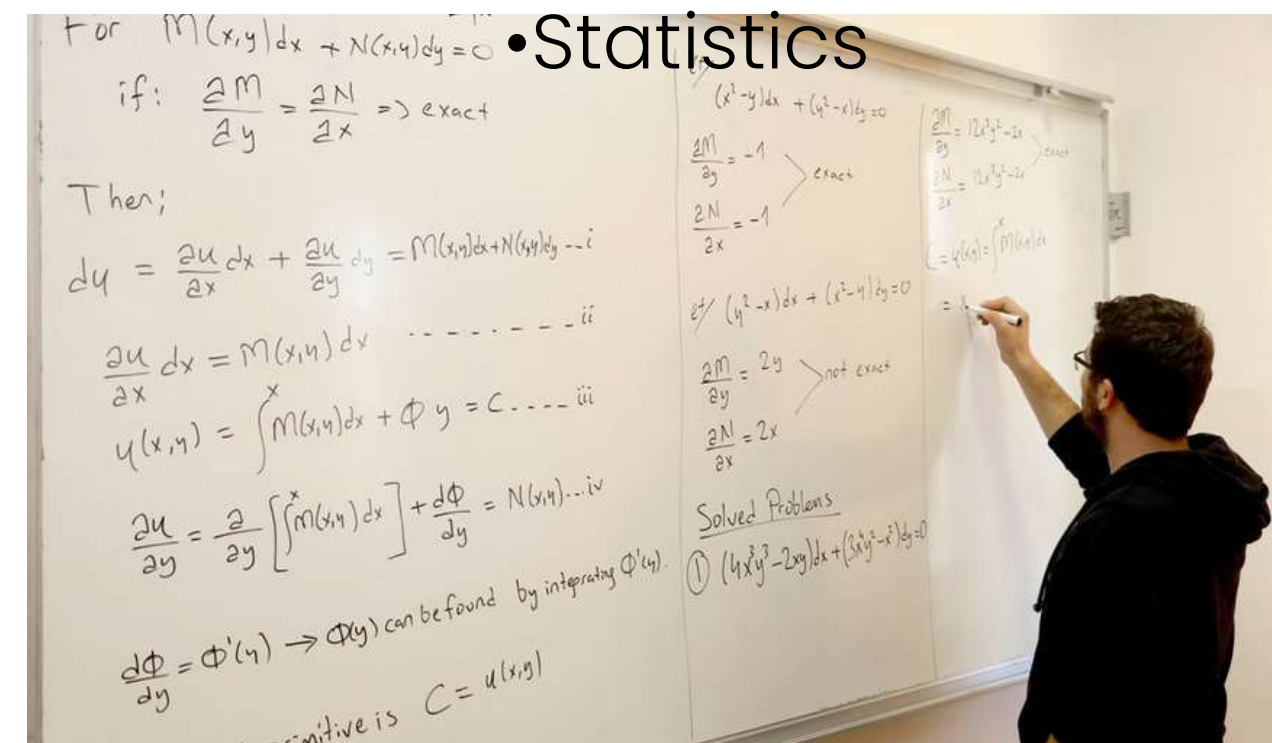 •Statistics
For M(x,y)dx + N(x,y)dy = 0
if: ∂M/∂y = ∂N/∂x => exact
Then;
du = ∂u/∂x dx + ∂u/∂y dy = M(x,y)dx+N(x,y)dy --- i
∂u/∂x dx = M(x,y)dx -------- ii
u(x,y) = ∫^x M(x,y)dx + Φ y = C ---- iii
∂u/∂y = ∂/∂y [∫^x M(x,y)dx] + dΦ/dy = N(x,y)---iv
dΦ/dy = Φ'(y) → Φ(y) can be found by integrating Φ'(y).
is C = u(x,y)
(x²-y)dx + (y²-x)dy=0
∂M/∂y = -1
exact
∂N/∂x = -1
(y²-x)dx + (x²-y)dy=0
∂M/∂y = 2y
not exact
∂N/∂x = 2x
Solved Problems
① (4x³y³-2xy)dx+(3x⁴y²-x²)dy=0
∂M/∂y = 12x³y²-2x
exact
∂N/∂x = 12x³y²-2x
C = u(x,y) = ∫^x M(x,y)dx
=